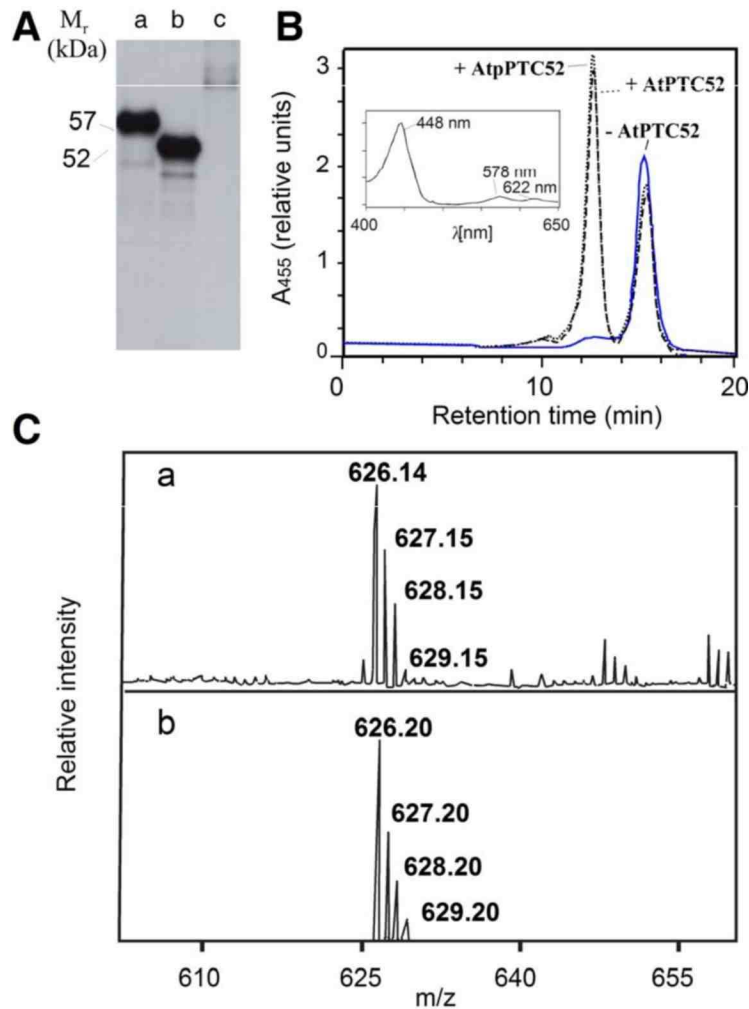 A
Mr
(kDa)
a b c
57
52
B
3
2
1
0
A455 (relative units)
+ AtpPTC52
+ AtPTC52
- AtPTC52
448 nm
578 nm
622 nm
400
650
λ[nm]
0
10
20
Retention time (min)
C
a
626.14
627.15
628.15
629.15
Relative intensity
b
626.20
627.20
628.20
629.20
610
625
640
655
m/z